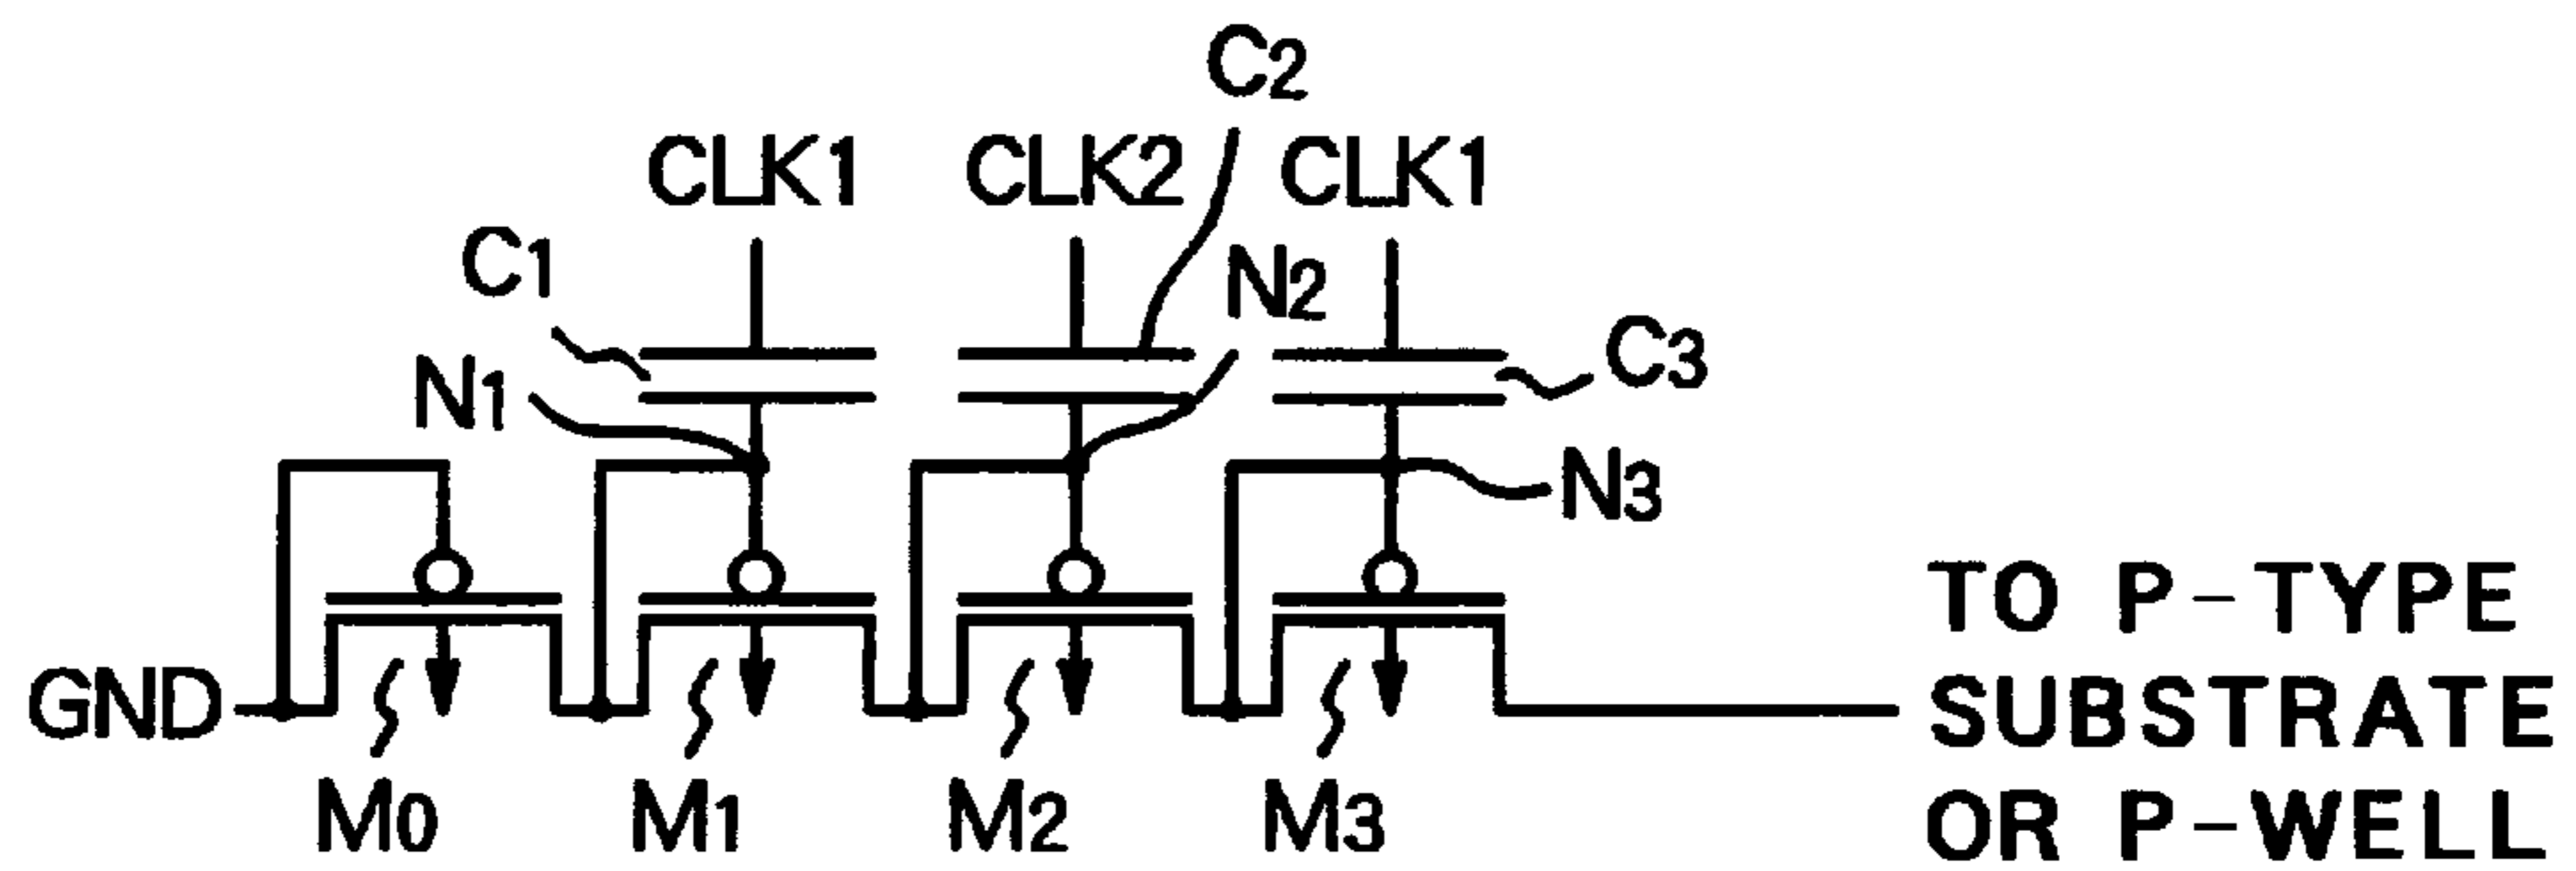 C2
CLK1 CLK2 CLK1
C1
N2
C3
N1
N3
GND
M0 M1 M2 M3
TO P-TYPE
SUBSTRATE
OR P-WELL